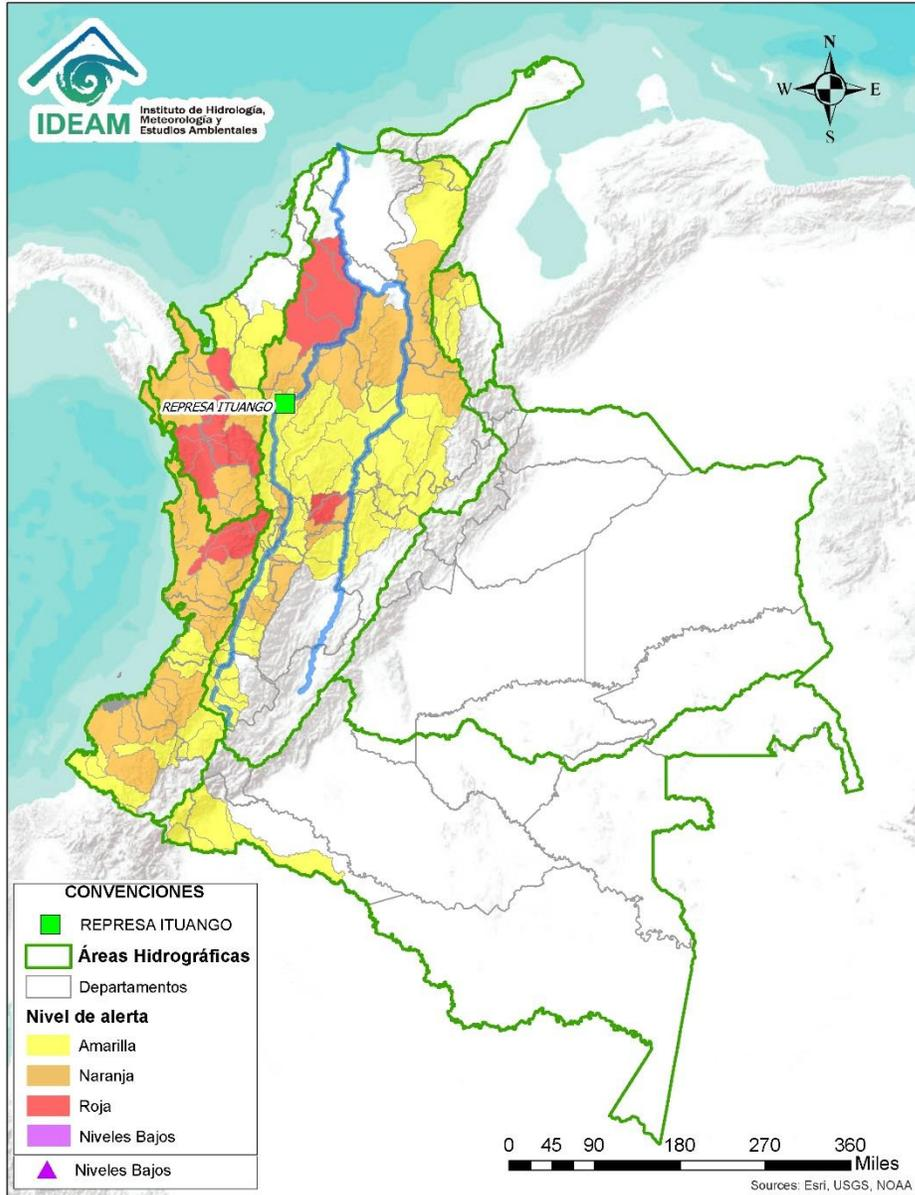 IDEAM
Instituto de Hidrología,
Meteorología y
Estudios Ambientales
N
W
E
S
REPRESA ITUANGO
CONVENCIONES
REPRESA ITUANGO
Áreas Hidrográficas
Departamentos
Nivel de alerta
Amarilla
Naranja
Roja
Niveles Bajos
Niveles Bajos
0 45 90 180 270 360
Miles
Sources: Esri, USGS, NOAA